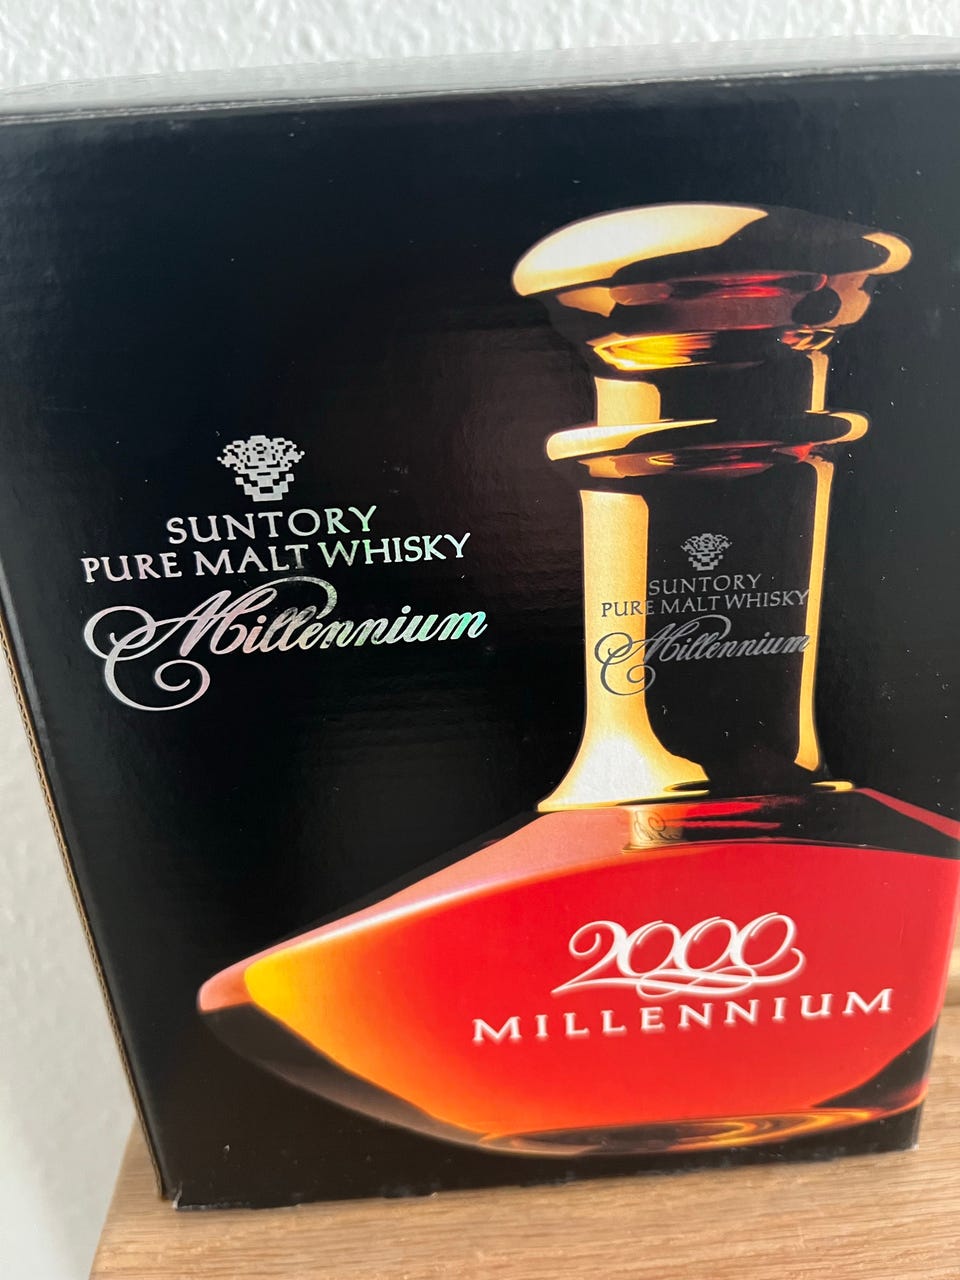 SUNTORY
PURE MALT WHISKY
Millennium
SUNTORY
PURE MALT WHISKY
Millennium
2000
MILLENNIUM